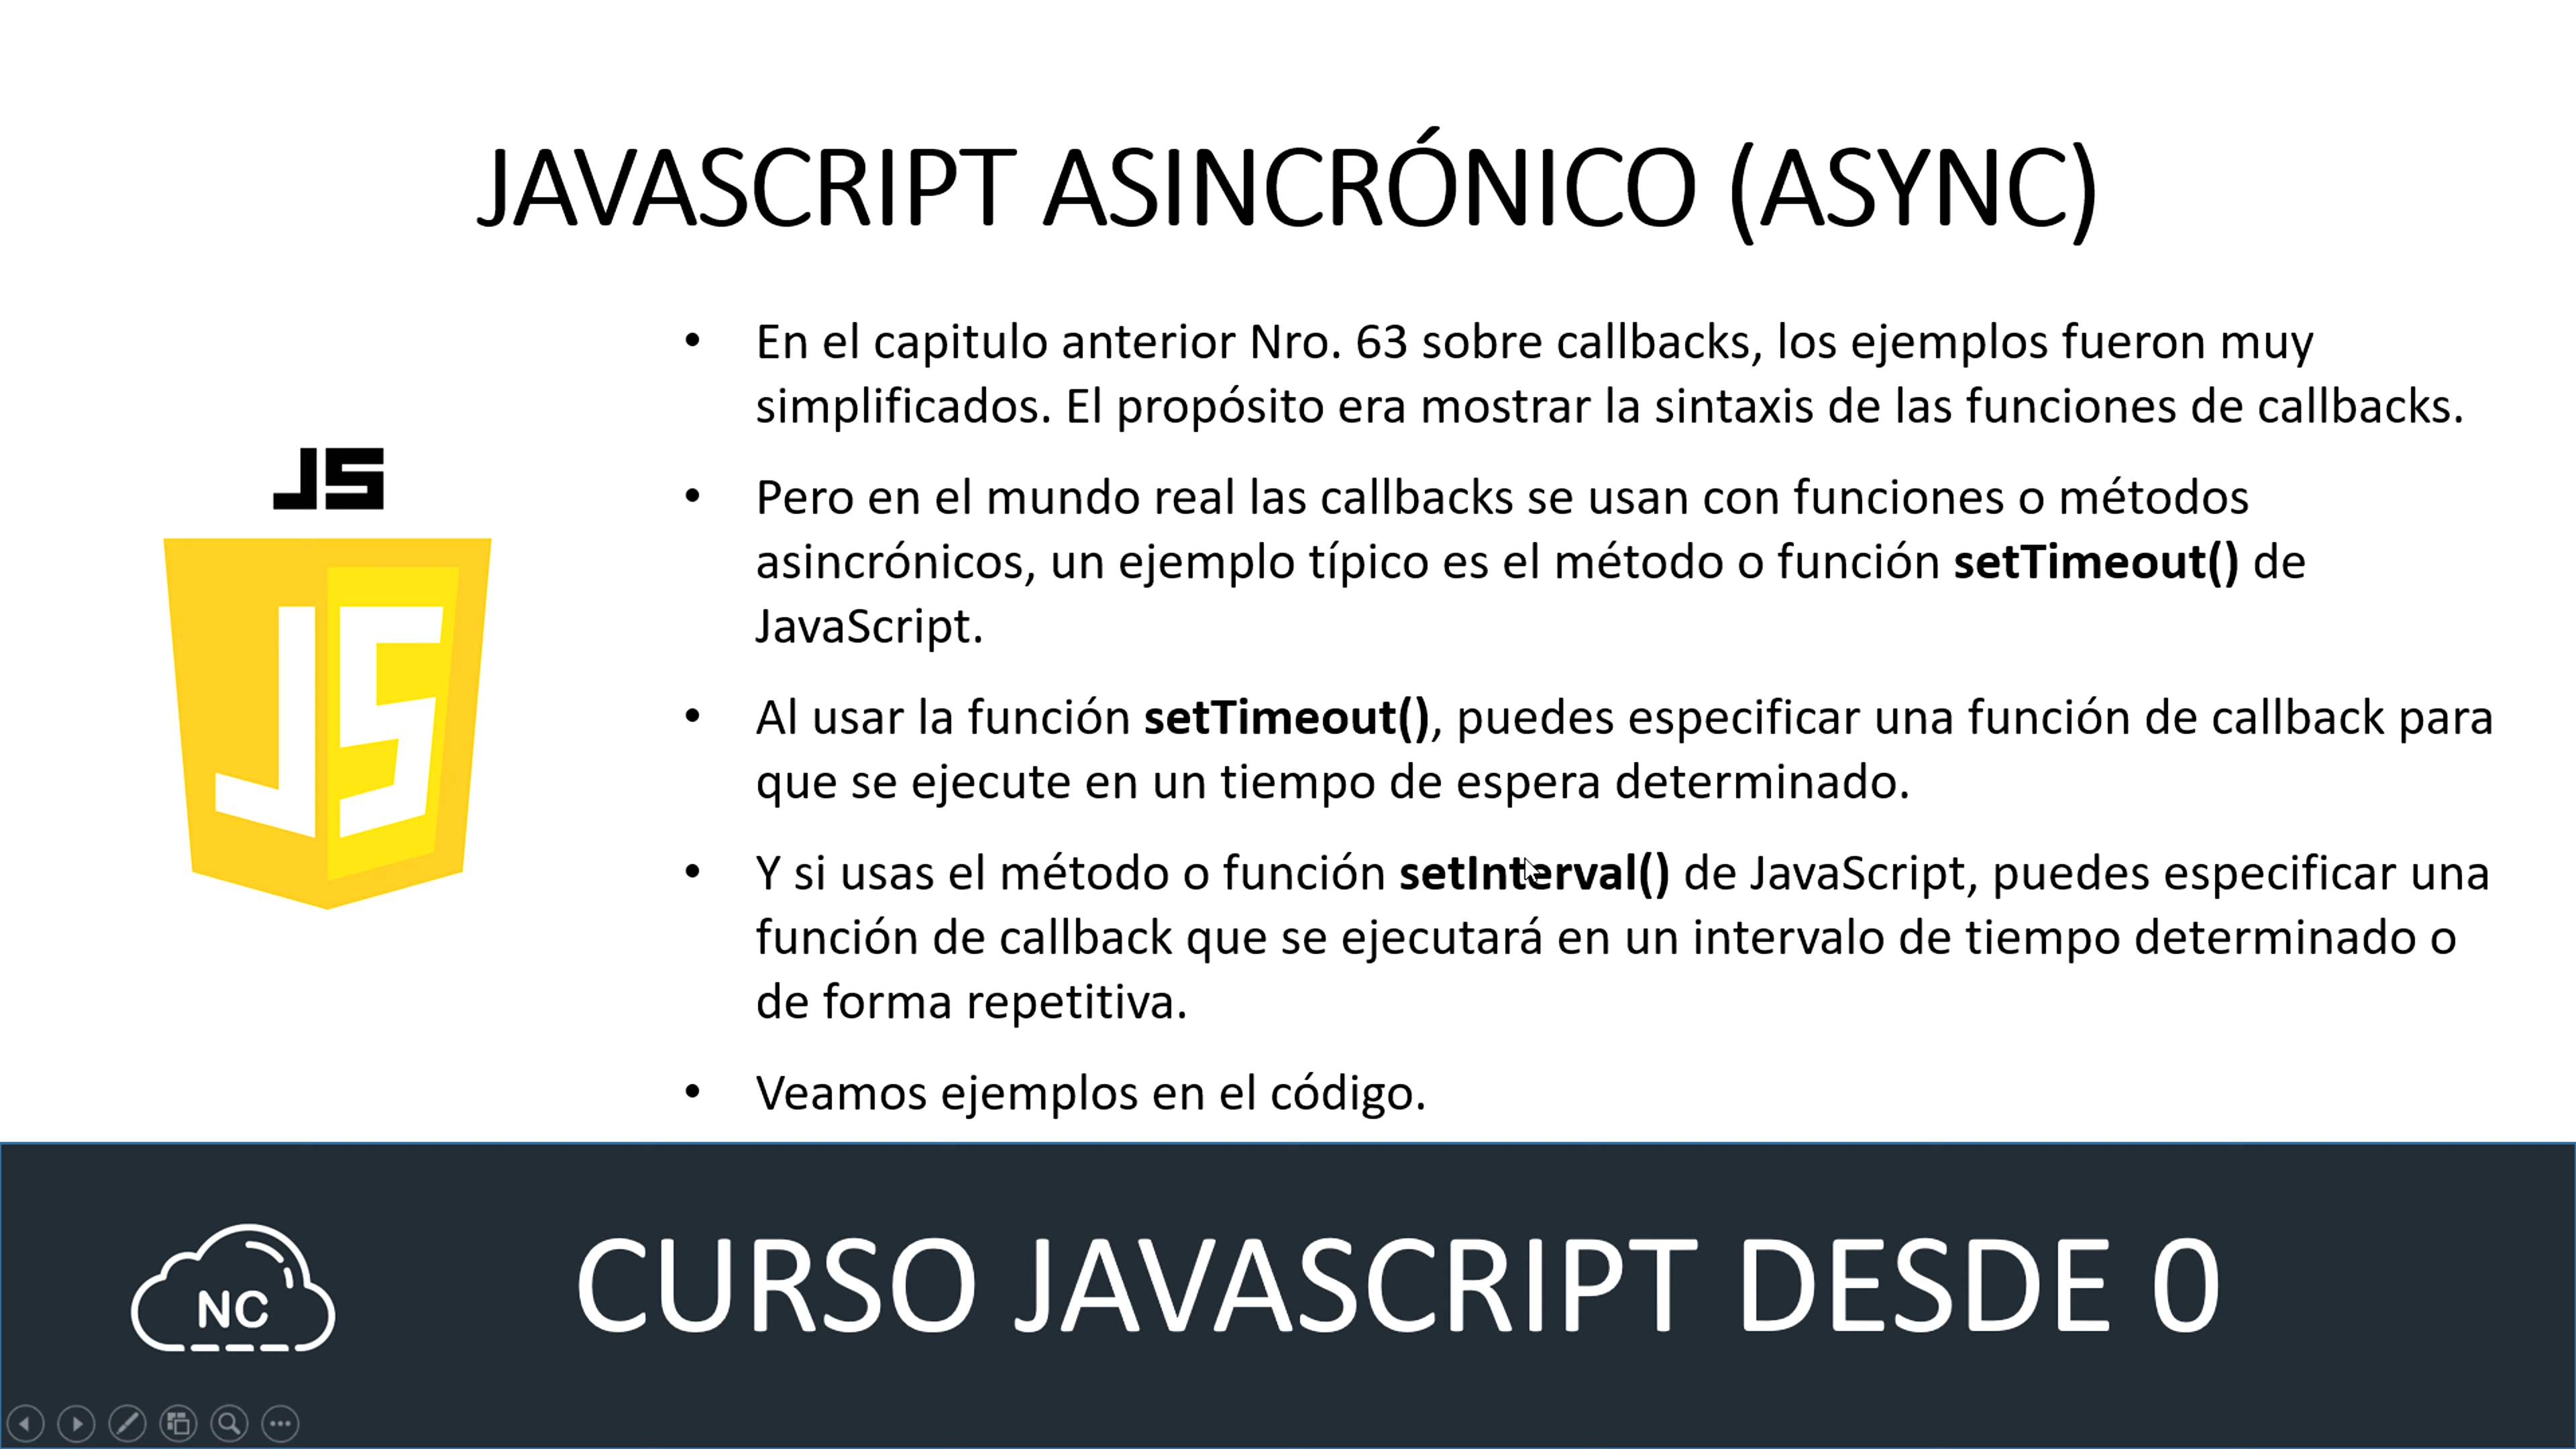 JAVASCRIPT ASINCRÓNICO (ASYNC)
• En el capitulo anterior Nro. 63 sobre callbacks, los ejemplos fueron muy
simplificados. El propósito era mostrar la sintaxis de las funciones de callbacks.
• Pero en el mundo real las callbacks se usan con funciones o métodos
asincrónicos, un ejemplo típico es el método o función setTimeout() de
JavaScript.
• Al usar la función setTimeout(), puedes especificar una función de callback para
que se ejecute en un tiempo de espera determinado.
• Y si usas el método o función setInterval() de JavaScript, puedes especificar una
función de callback que se ejecutará en un intervalo de tiempo determinado o
de forma repetitiva.
• Veamos ejemplos en el código.
JS
JS
NC
CURSO JAVASCRIPT DESDE 0